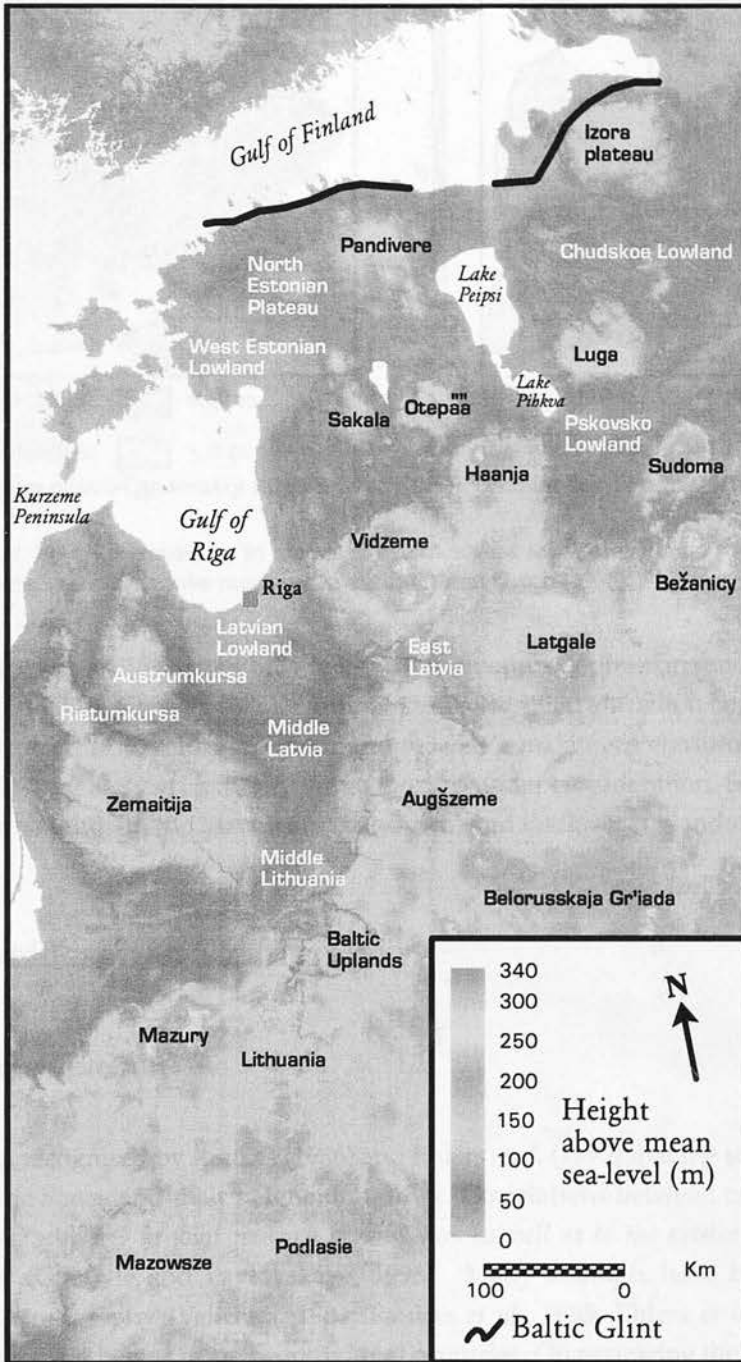 Gulf of Finland
Izora
plateau
Pandivere
Chudskoe Lowland
North
Estonian
Plateau
Lake
Peipsi
West Estonian
Lowland
Luga
Lake
Pihkva
Sakala
Otepää
Pskovsko
Lowland
Haanja
Sudoma
Kurzeme
Peninsula
Gulf of
Riga
Vidzeme
Riga
Bežanicy
Latvian
Lowland
East
Latvia
Latgale
Austrumkursa
Rietumkursa
Middle
Latvia
Zemaitija
Augšzeme
Middle
Lithuania
Belorusskaja Gr'iada
Baltic
Uplands
Mazury
Lithuania
Podlasie
Mazowsze
340
300
250
200
150
100
50
0
N
Height
above mean
sea-level (m)
100 0 Km
Baltic Glint